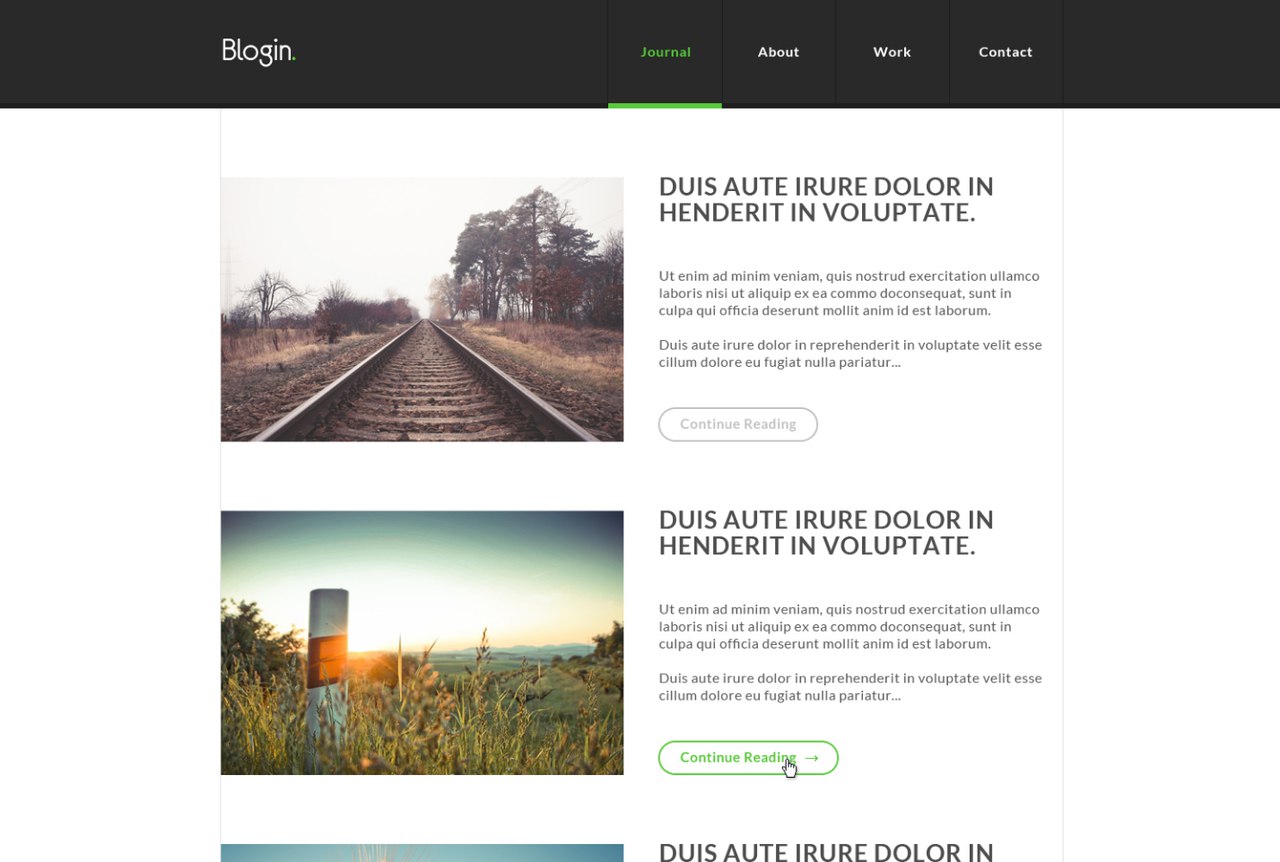 Blogin.
Journal
About
Work
Contact
DUIS AUTE IRURE DOLOR IN
HENDERIT IN VOLUPTATE.
Ut enim ad minim veniam, quis nostrud exercitation ullamco
laboris nisi ut aliquip ex ea commo doconsequat, sunt in
culpa qui officia deserunt mollit anim id est laborum.
Duis aute irure dolor in reprehenderit in voluptate velit esse
cillum dolore eu fugiat nulla pariatur...
Continue Reading
DUIS AUTE IRURE DOLOR IN
HENDERIT IN VOLUPTATE.
Ut enim ad minim veniam, quis nostrud exercitation ullamco
laboris nisi ut aliquip ex ea commo doconsequat, sunt in
culpa qui officia deserunt mollit anim id est laborum.
Duis aute irure dolor in reprehenderit in voluptate velit esse
cillum dolore eu fugiat nulla pariatur...
Continue Reading →
DUIS AUTE IRURE DOLOR IN